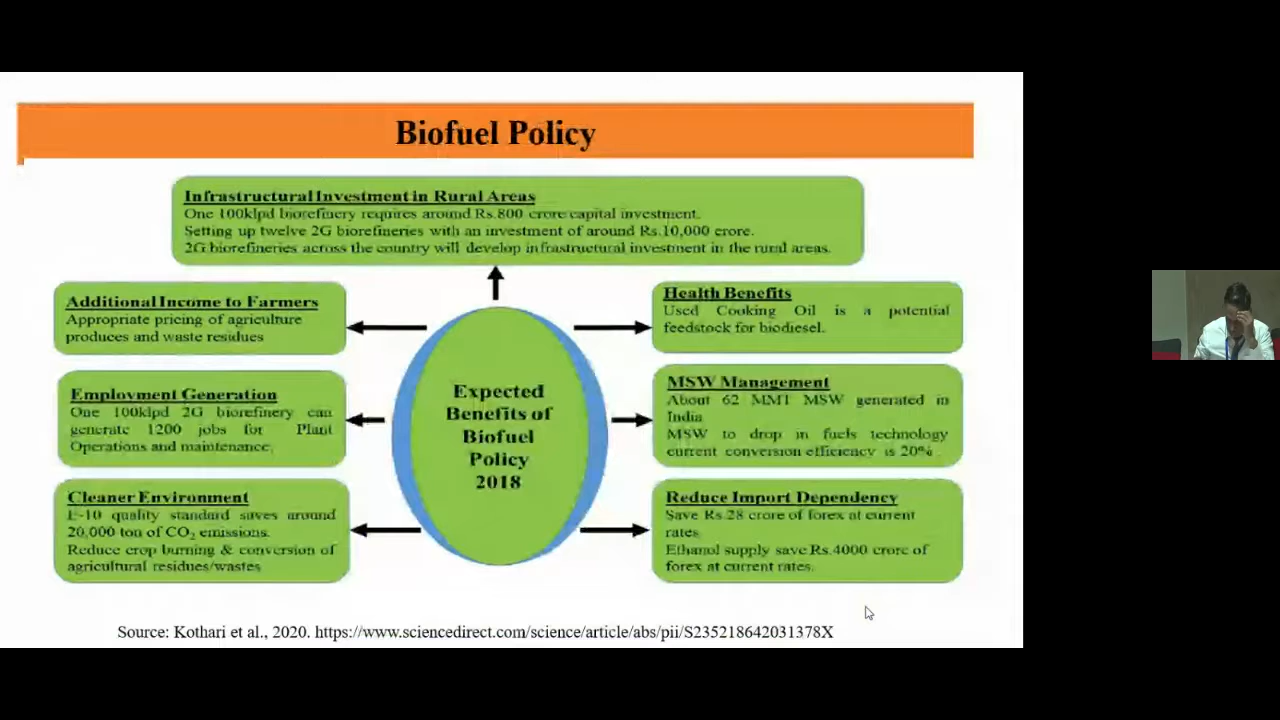 Biofuel Policy
Infrastructural Investment in Rural Areas
One 100klpd biorefinery requires around Rs.800 crore capital investment.
Setting up twelve 2G biorefineries with an investment of around Rs.10,000 crore.
2G biorefineries across the country will develop infrastructural investment in the rural areas.
Additional Income to Farmers
Appropriate pricing of agriculture
produces and waste residues
Employment Generation
One 100klpd 2G biorefinery can
generate 1200 jobs for Plant
Operations and maintenance.
Cleaner Environment
E-10 quality standard saves around
20,000 ton of CO₂ emissions.
Reduce crop burning & conversion of
agricultural residues/wastes
Expected
Benefits of
Biofuel
Policy
2018
Health Benefits
Used Cooking Oil is a potential
feedstock for biodiesel.
MSW Management
About 62 MMT MSW generated in
India
MSW to drop in fuels technology
current conversion efficiency is 20%.
Reduce Import Dependency
Save Rs.28 crore of forex at current
rates
Ethanol supply save Rs.4000 crore of
forex at current rates.
Source: Kothari et al., 2020. https://www.sciencedirect.com/science/article/abs/pii/S235218642031378X